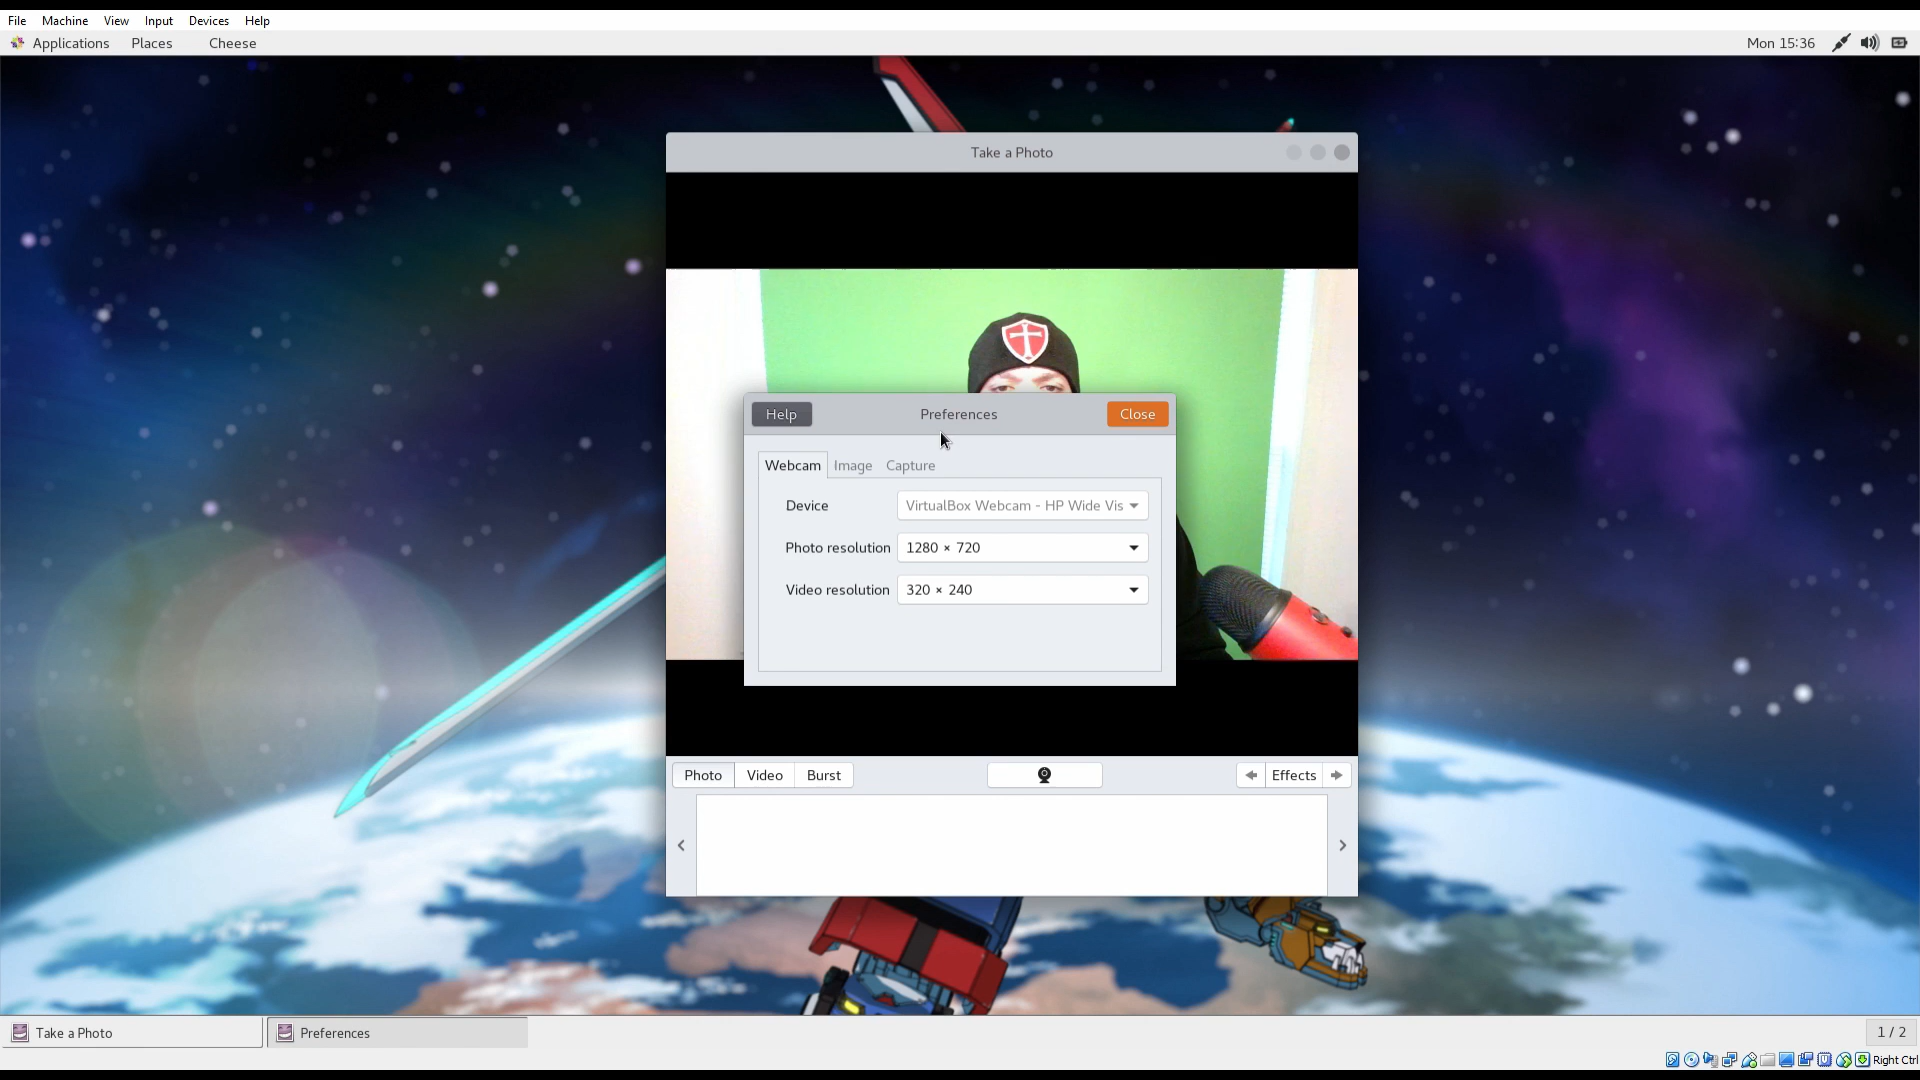 File Machine View Input Devices Help
Applications Places Cheese Mon 15:36
Take a Photo
Help Preferences Close
Webcam Image Capture
Device VirtualBox Webcam - HP Wide Vis
Photo resolution 1280 × 720
Video resolution 320 × 240
Photo Video Burst Effects
Take a Photo Preferences 1 / 2
Right Ctrl